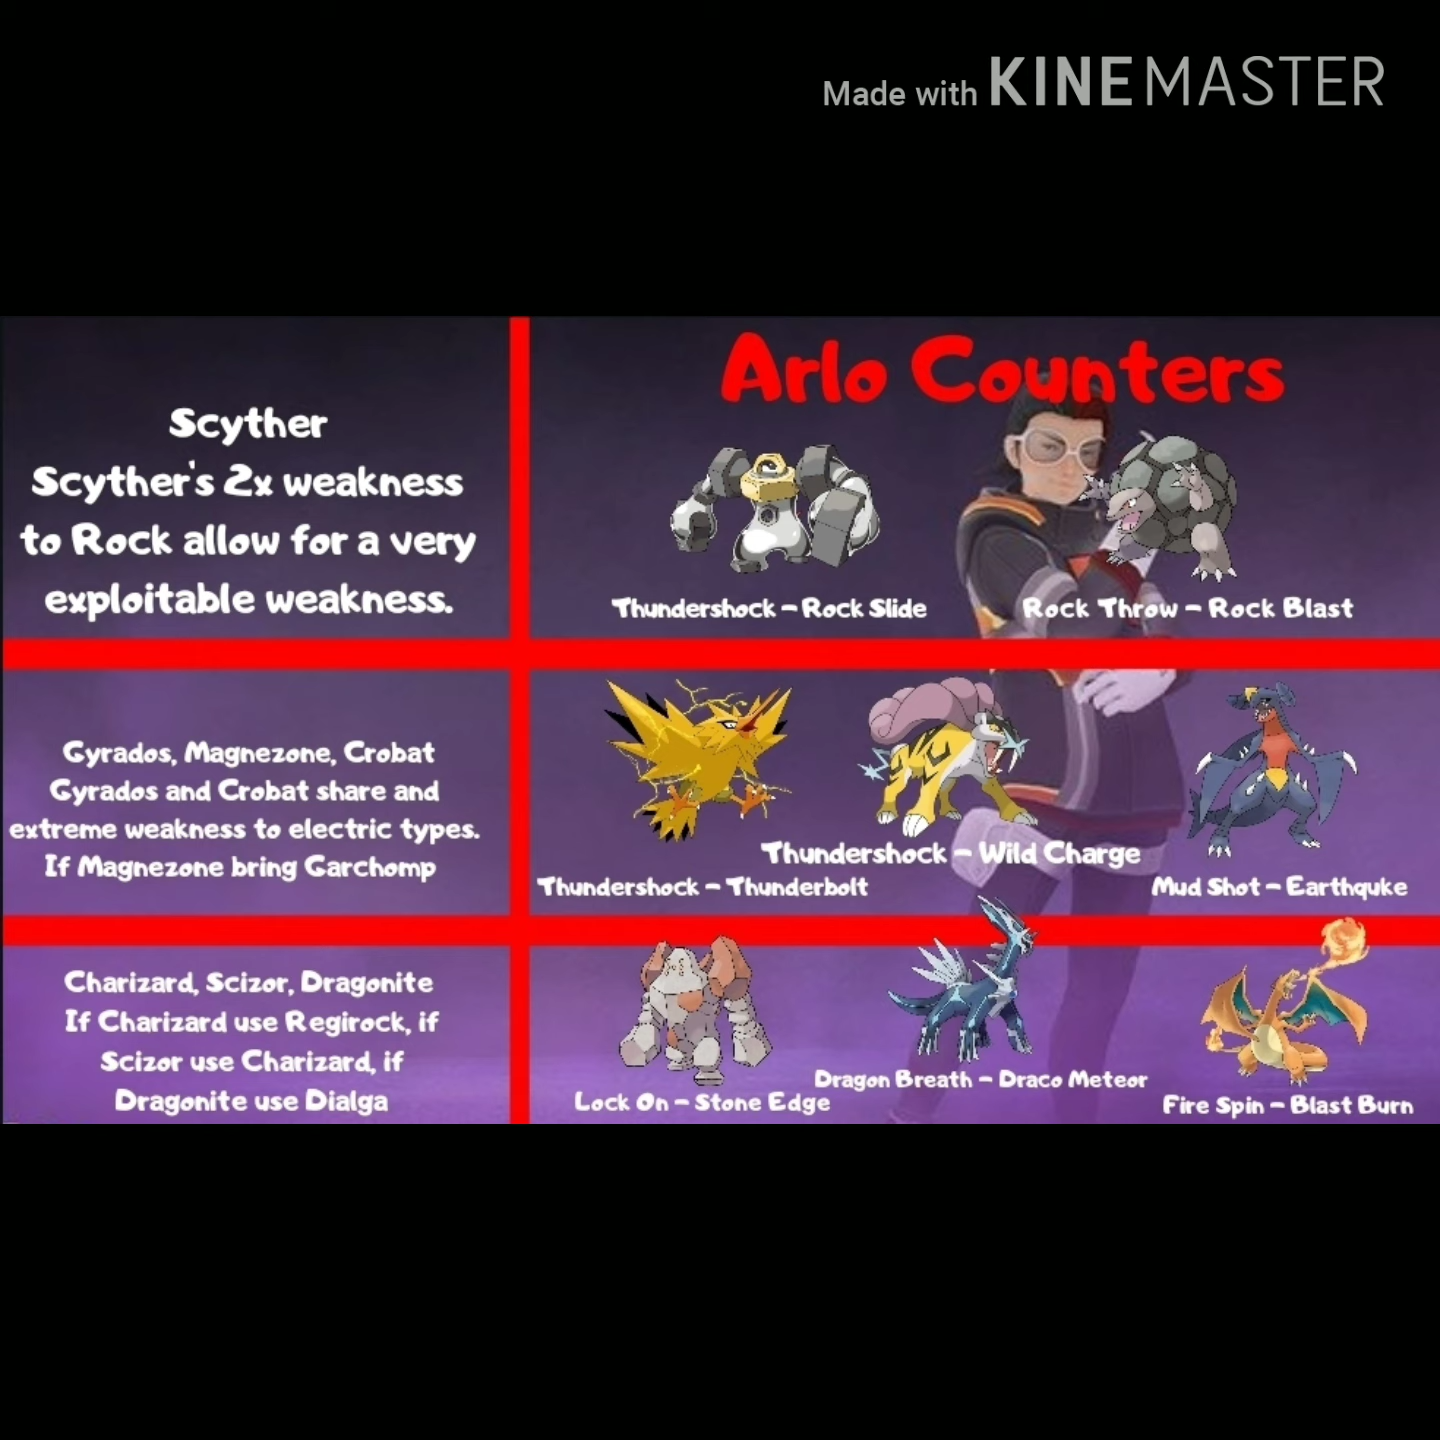 Made with KINEMASTER
Arlo Counters
Scyther
Scyther's 2x weakness
to Rock allow for a very
exploitable weakness.
Thundershock - Rock Slide
Rock Throw - Rock Blast
Gyrados, Magnezone, Crobat
Gyrados and Crobat share and
extreme weakness to electric types.
If Magnezone bring Garchomp
Thundershock - Thunderbolt
Thundershock - Wild Charge
Mud Shot - Earthquke
Charizard, Scizor, Dragonite
If Charizard use Regirock, if
Scizor use Charizard, if
Dragonite use Dialga
Lock On - Stone Edge
Dragon Breath - Draco Meteor
Fire Spin - Blast Burn